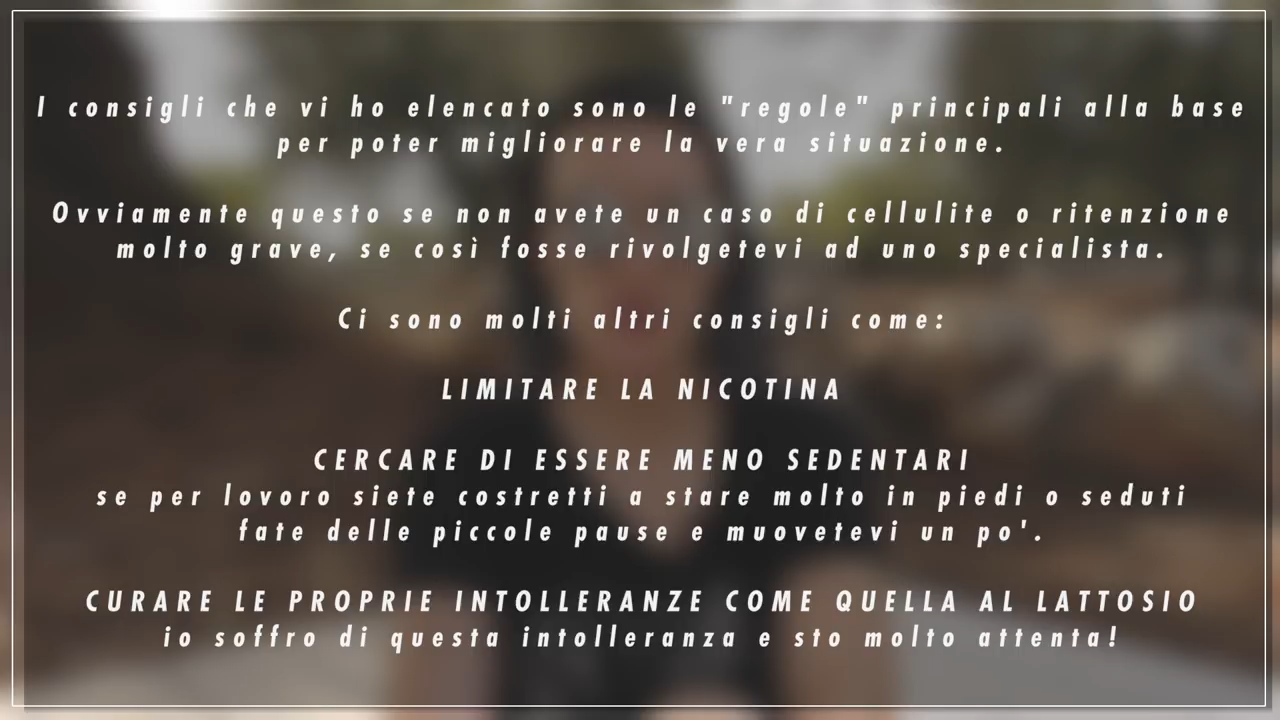 I consigli che vi ho elencato sono le "regole" principali alla base
per poter migliorare la vera situazione.
Ovviamente questo se non avete un caso di cellulite o ritenzione
molto grave, se così fosse rivolgetevi ad uno specialista.
Ci sono molti altri consigli come:
LIMITARE LA NICOTINA
CERCARE DI ESSERE MENO SEDENTARI
se per lovoro siete costretti a stare molto in piedi o seduti
fate delle piccole pause e muovetevi un po'.
CURARE LE PROPRIE INTOLLERANZE COME QUELLA AL LATTOSIO
io soffro di questa intolleranza e sto molto attenta!